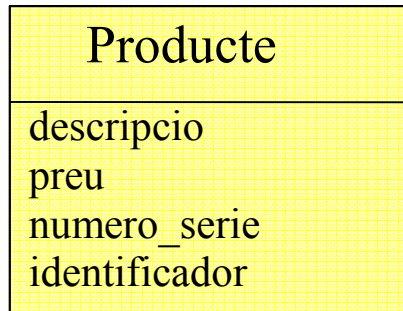 Producte
descripcio
preu
numero_serie
identificador